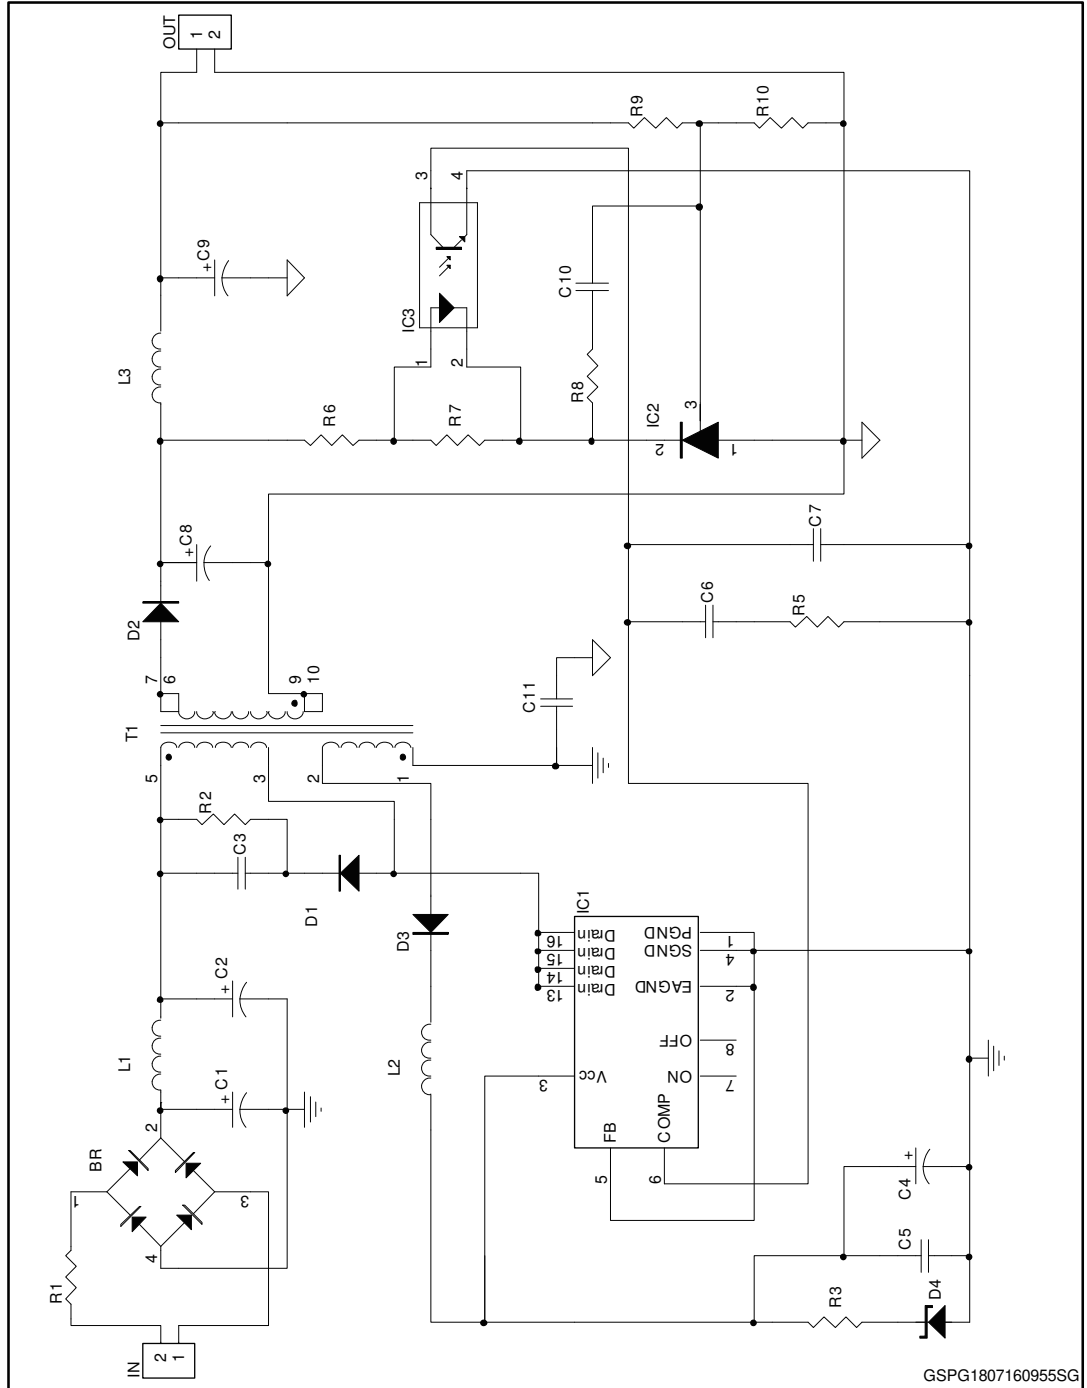 OUT
1
2
R9
R10
3
4
+
C9
C10
IC3
L3
1
2
R8
R6
R7
IC2
3
2
1
+
C8
C7
C6
R5
D2
7
6
9
10
C11
T1
5
3
2
1
R2
C3
D1
D3
IC1
Drain
16
Drain
15
Drain
14
Drain
13
PGND
1
SGND
4
EAGND
2
OFF
8
ON
7
Vcc
3
FB
5
COMP
6
+
C2
L1
L2
+
C1
2
BR
1
3
4
C4
+
C5
R1
R3
D4
IN
2
1
GSPG1807160955SG